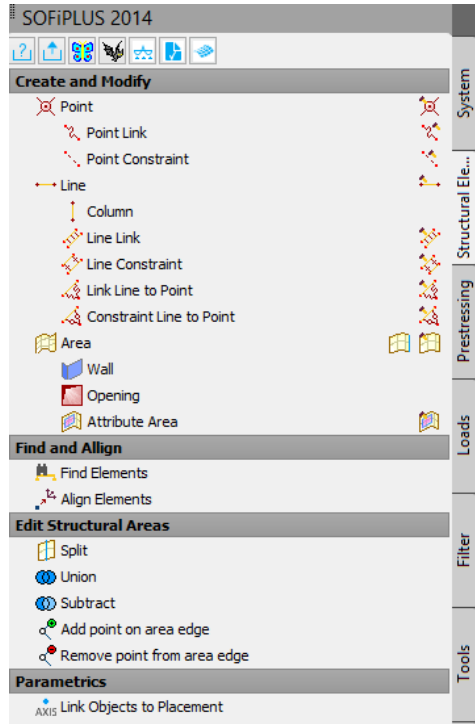 SOFiPLUS 2014
Create and Modify
Point
Point Link
Point Constraint
Line
Column
Line Link
Line Constraint
Link Line to Point
Constraint Line to Point
Area
Wall
Opening
Attribute Area
Find and Allign
Find Elements
Align Elements
Edit Structural Areas
Split
Union
Subtract
Add point on area edge
Remove point from area edge
Parametrics
AXIS Link Objects to Placement
System
Structural Ele...
Prestressing
Loads
Filter
Tools